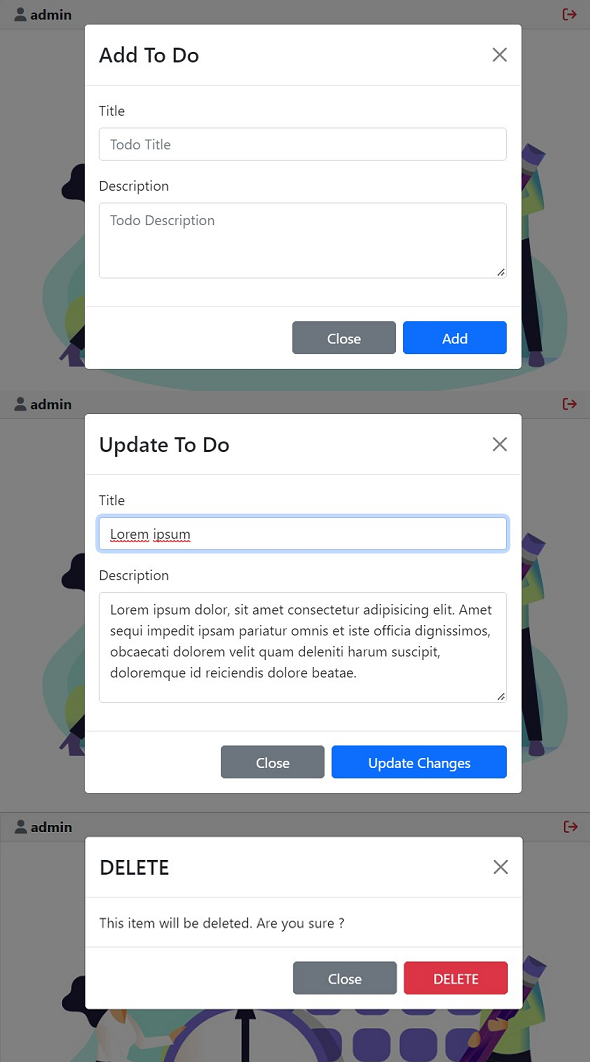 admin
Add To Do
Title
Todo Title
Description
Todo Description
Close
Add
admin
Update To Do
Title
Lorem ipsum
Description
Lorem ipsum dolor, sit amet consectetur adipisicing elit. Amet
sequi impedit ipsam pariatur omnis et iste officia dignissimos,
obcaecati dolorem velit quam deleniti harum suscipit,
doloremque id reiciendis dolore beatae.
Close
Update Changes
admin
DELETE
This item will be deleted. Are you sure ?
Close
DELETE